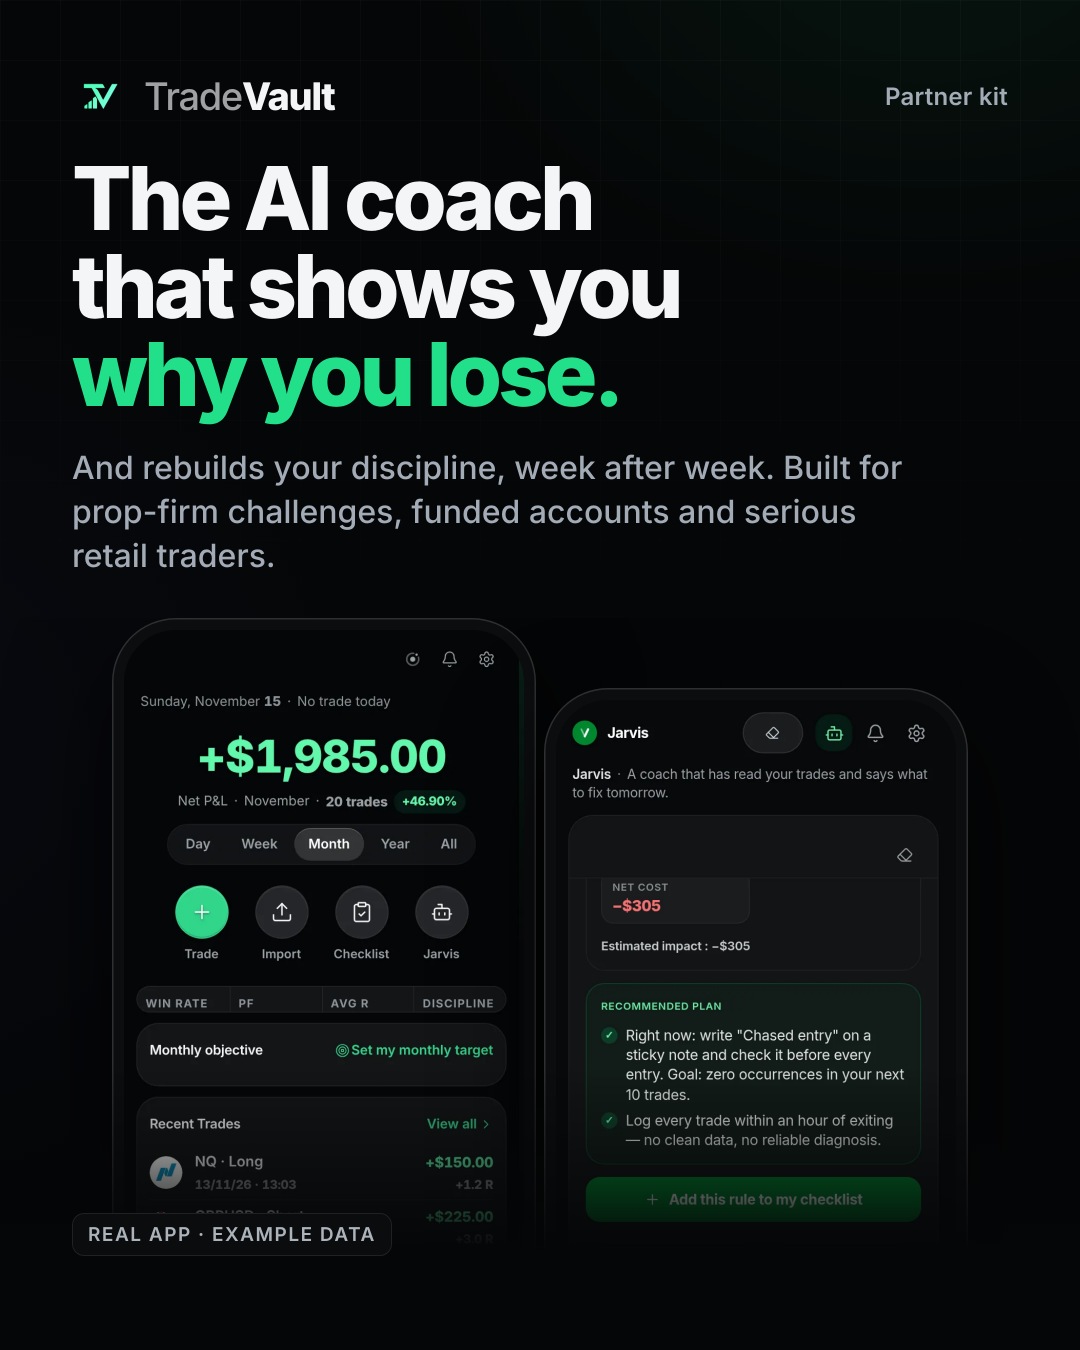 TradeVault
Partner kit
The AI coach
that shows you
why you lose.
And rebuilds your discipline, week after week. Built for
prop-firm challenges, funded accounts and serious
retail traders.
Sunday, November 15 · No trade today
+$1,985.00
Net P&L · November · 20 trades +46.90%
Day Week Month Year All
Trade Import Checklist Jarvis
WIN RATE PF AVG R DISCIPLINE
Monthly objective Set my monthly target
Recent Trades View all >
NQ · Long +$150.00
13/11/26 · 13:03 +1.2 R
+$225.00
+3.0 R
Jarvis
Jarvis · A coach that has read your trades and says what
to fix tomorrow.
NET COST
−$305
Estimated impact : −$305
RECOMMENDED PLAN
Right now: write "Chased entry" on a
sticky note and check it before every
entry. Goal: zero occurrences in your next
10 trades.
Log every trade within an hour of exiting
— no clean data, no reliable diagnosis.
+ Add this rule to my checklist
REAL APP · EXAMPLE DATA